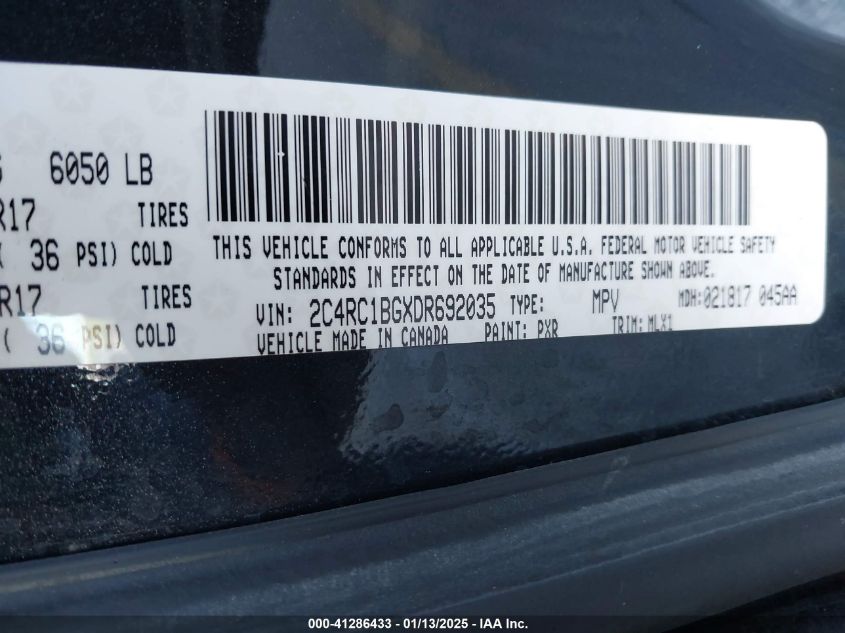 6050 LB
R17 TIRES
( 36 PSI) COLD
R17 TIRES
( 36 PSI) COLD
THIS VEHICLE CONFORMS TO ALL APPLICABLE U.S.A. FEDERAL MOTOR VEHICLE SAFETY
STANDARDS IN EFFECT ON THE DATE OF MANUFACTURE SHOWN ABOVE.
VIN: 2C4RC1BGXDR692035 TYPE: MPV MDH:021817 045AA
VEHICLE MADE IN CANADA PAINT: PXR TRIM: MLX1
000-41286433 - 01/13/2025 - IAA Inc.